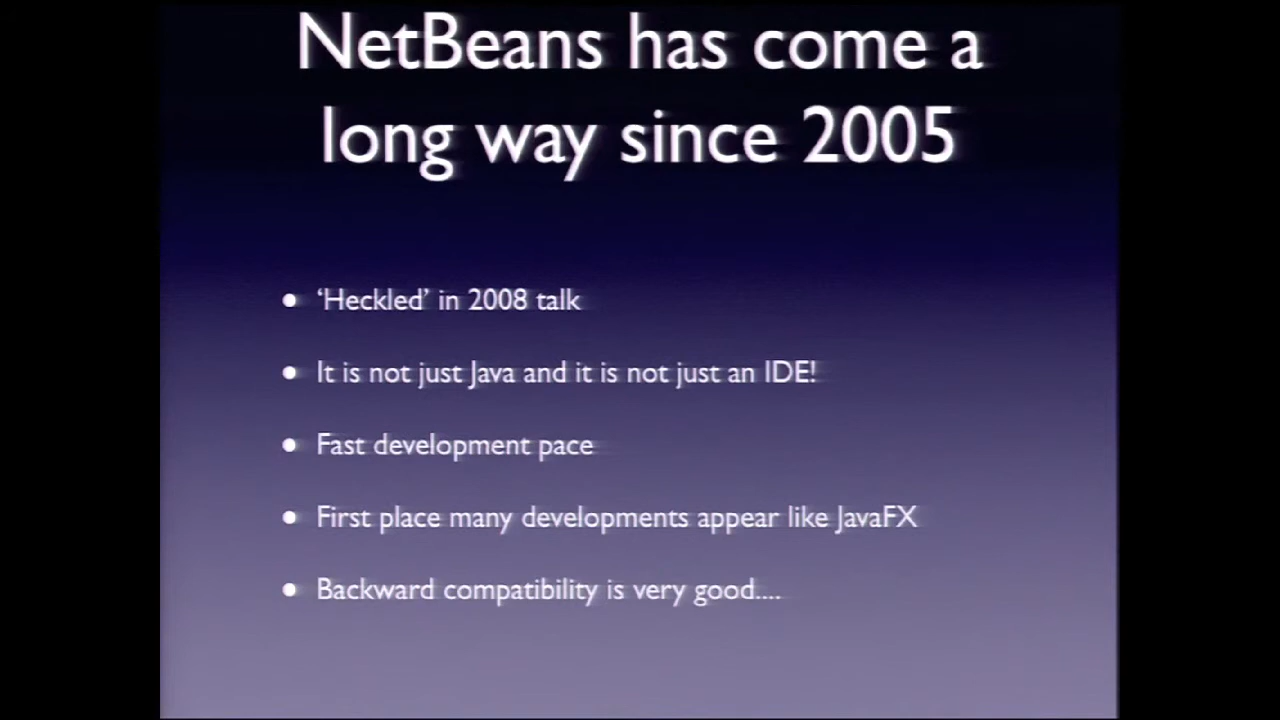 NetBeans has come a
long way since 2005
• ‘Heckled’ in 2008 talk
• It is not just Java and it is not just an IDE!
• Fast development pace
• First place many developments appear like JavaFX
• Backward compatibility is very good....